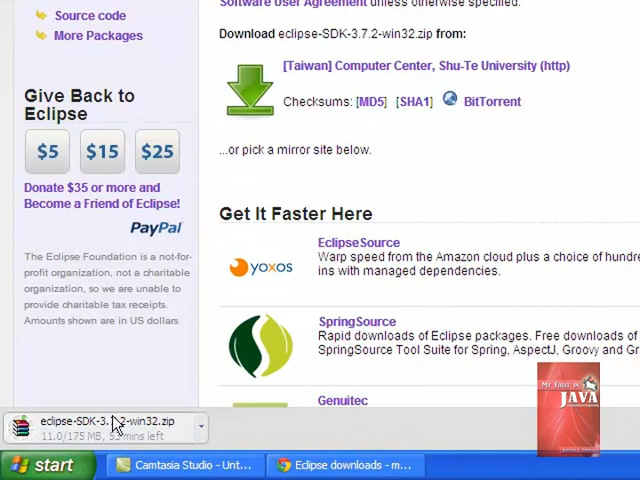 Source code
More Packages
Give Back to
Eclipse
$5
$15
$25
Donate $35 or more and
Become a Friend of Eclipse!
PayPal
The Eclipse Foundation is a not-for-
profit organization, not a charitable
organization, so we are unable to
provide charitable tax receipts.
Amounts shown are in US dollars.
Software User Agreement unless otherwise specified.
Download eclipse-SDK-3.7.2-win32.zip from:
[Taiwan] Computer Center, Shu-Te University (http)
Checksums: [MD5] [SHA1] BitTorrent
...or pick a mirror site below.
Get It Faster Here
yoxos
EclipseSource
Warp speed from the Amazon cloud plus a choice of hundre
ins with managed dependencies.
SpringSource
Rapid downloads of Eclipse packages. Free downloads of
SpringSource Tool Suite for Spring, AspectJ, Groovy and Gr
Genuitec
MY FIRST IN
JAVA
eclipse-SDK-3.7.2-win32.zip
11.0/175 MB, mins left
start
Camtasia Studio - Unt...
Eclipse downloads - m...